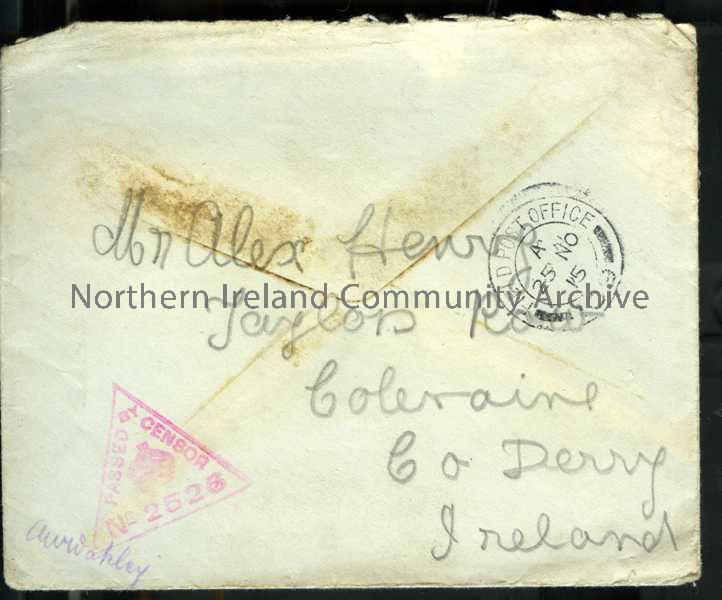 FIELD POST OFFICE
A
25 NO
15
Mr Alex Henry
Northern Ireland Community Archive
Taylors Row
Coleraine
Co Derry
Ireland
PASSED BY CENSOR
No 2526